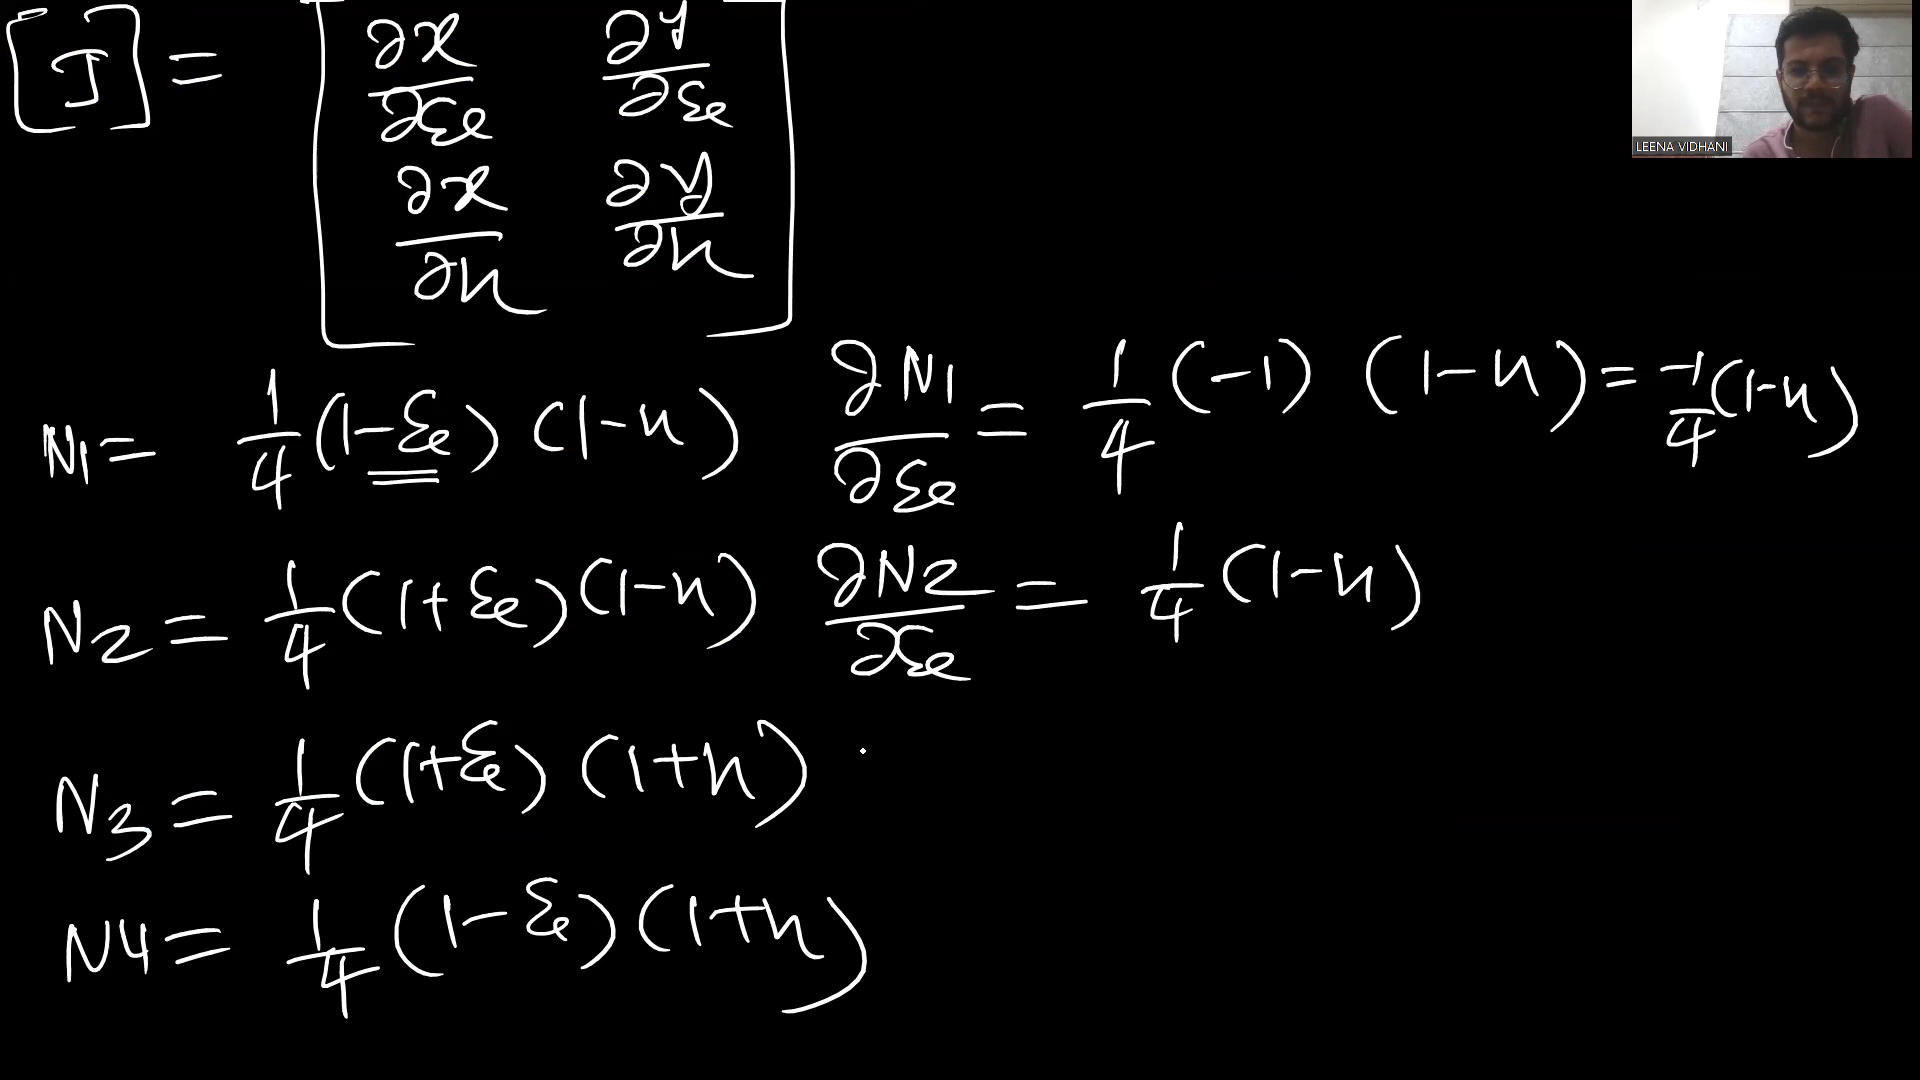 [J] = [ ∂x/∂ξ ∂y/∂ξ
∂x/∂η ∂y/∂η ]
LEENA VIDHANI
N1 = 1/4 (1-ξ) (1-η) ∂N1/∂ξ = 1/4 (-1) (1-η) = -1/4 (1-η)
N2 = 1/4 (1+ξ) (1-η) ∂N2/∂ξ = 1/4 (1-η)
N3 = 1/4 (1+ξ) (1+η)
N4 = 1/4 (1-ξ) (1+η)